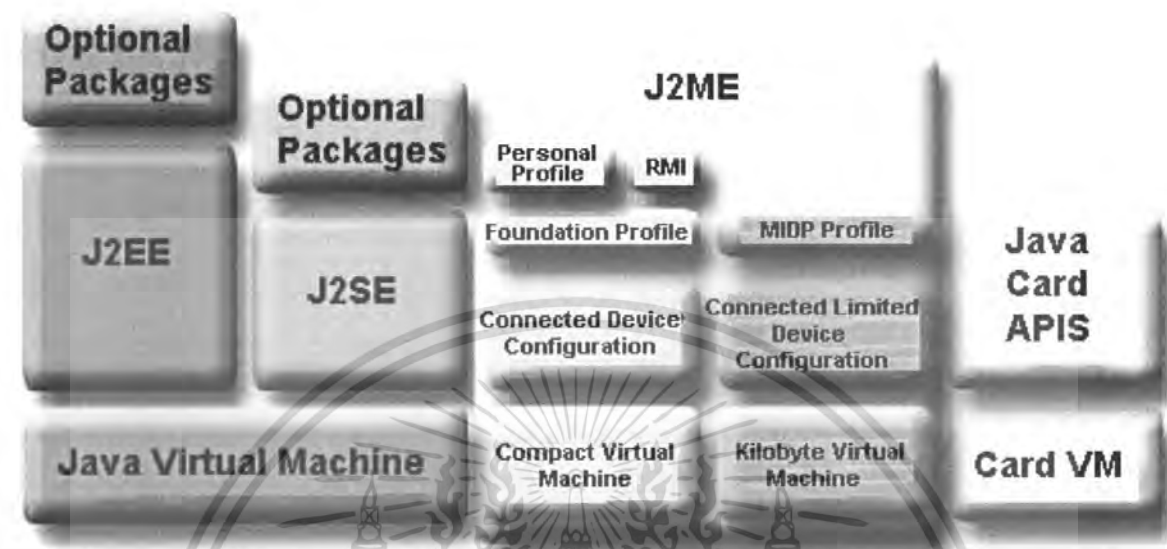 Optional
Packages
Optional
Packages
J2ME
Personal
Profile
RMI
J2EE
J2SE
Foundation Profile
MIDP Profile
Java
Card
APIS
Connected Device
Configuration
Connected Limited
Device
Configuration
Java Virtual Machine
Compact Virtual
Machine
Kilobyte Virtual
Machine
Card VM